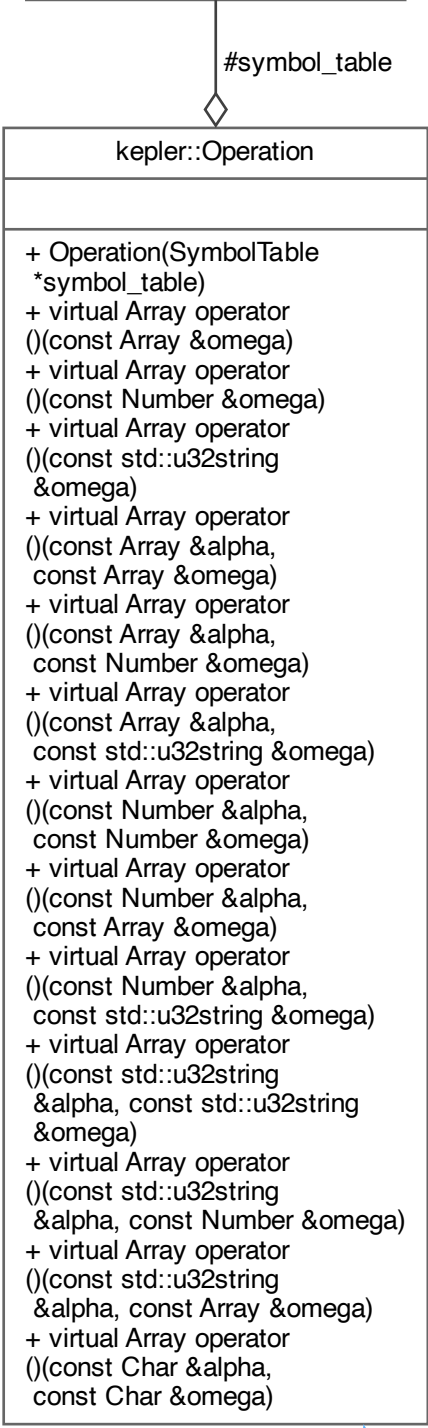 #symbol_table
kepler::Operation
+ Operation(SymbolTable
*symbol_table)
+ virtual Array operator
()(const Array &omega)
+ virtual Array operator
()(const Number &omega)
+ virtual Array operator
()(const std::u32string
&omega)
+ virtual Array operator
()(const Array &alpha,
const Array &omega)
+ virtual Array operator
()(const Array &alpha,
const Number &omega)
+ virtual Array operator
()(const Array &alpha,
const std::u32string &omega)
+ virtual Array operator
()(const Number &alpha,
const Number &omega)
+ virtual Array operator
()(const Number &alpha,
const Array &omega)
+ virtual Array operator
()(const Number &alpha,
const std::u32string &omega)
+ virtual Array operator
()(const std::u32string
&alpha, const std::u32string
&omega)
+ virtual Array operator
()(const std::u32string
&alpha, const Number &omega)
+ virtual Array operator
()(const std::u32string
&alpha, const Array &omega)
+ virtual Array operator
()(const Char &alpha,
const Char &omega)